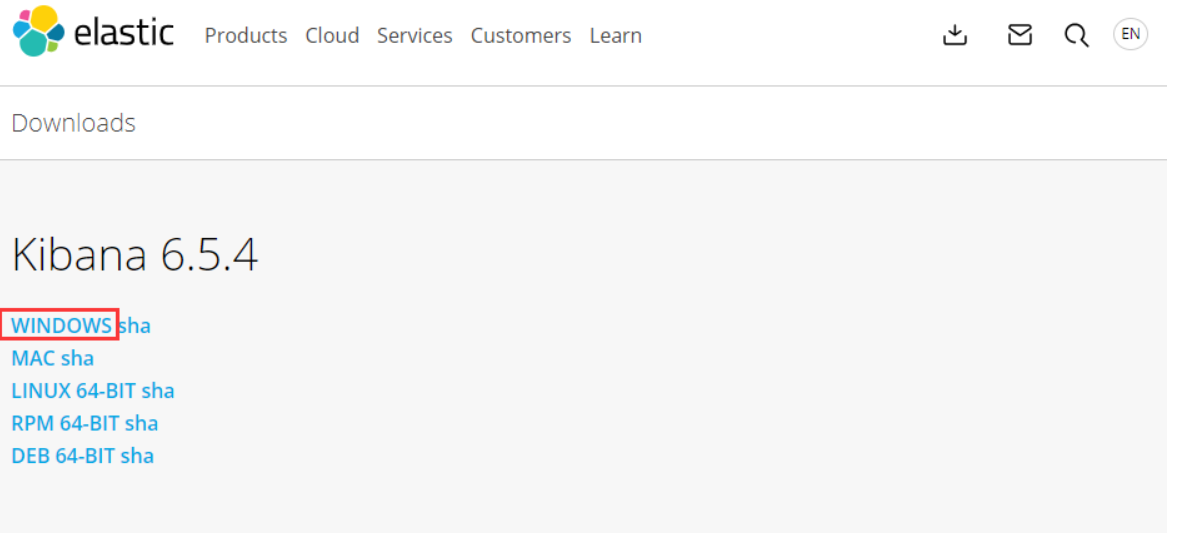 elastic Products Cloud Services Customers Learn EN
Downloads
Kibana 6.5.4
WINDOWS sha
MAC sha
LINUX 64-BIT sha
RPM 64-BIT sha
DEB 64-BIT sha